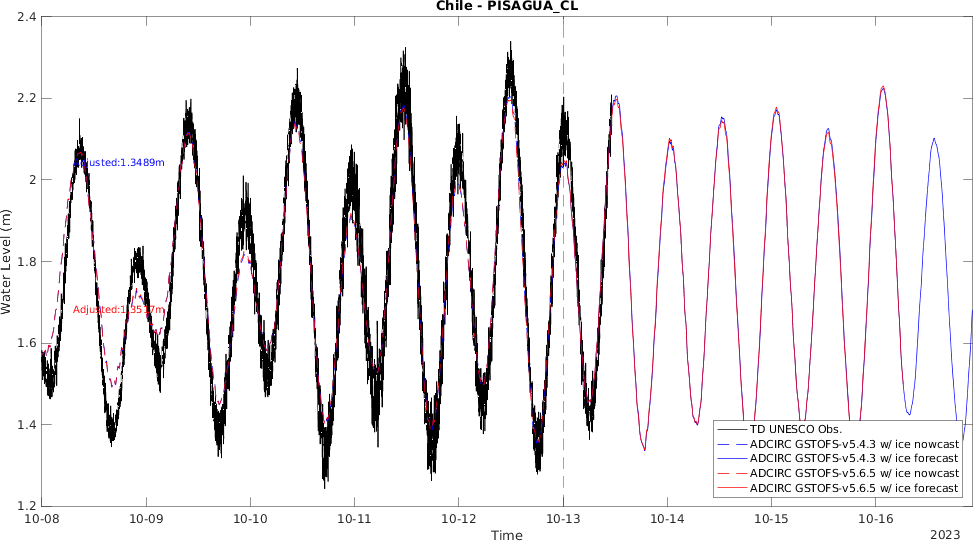 Chile - PISAGUA_CL
2.4
2.2
2
1.8
1.6
1.4
1.2
Water Level (m)
Adjusted:1.3489m
Adjusted:1.3517m
TD UNESCO Obs.
ADCIRC GSTOFS-v5.4.3 w/ ice nowcast
ADCIRC GSTOFS-v5.4.3 w/ ice forecast
ADCIRC GSTOFS-v5.6.5 w/ ice nowcast
ADCIRC GSTOFS-v5.6.5 w/ ice forecast
10-08 10-09 10-10 10-11 10-12 10-13 10-14 10-15 10-16
Time
2023